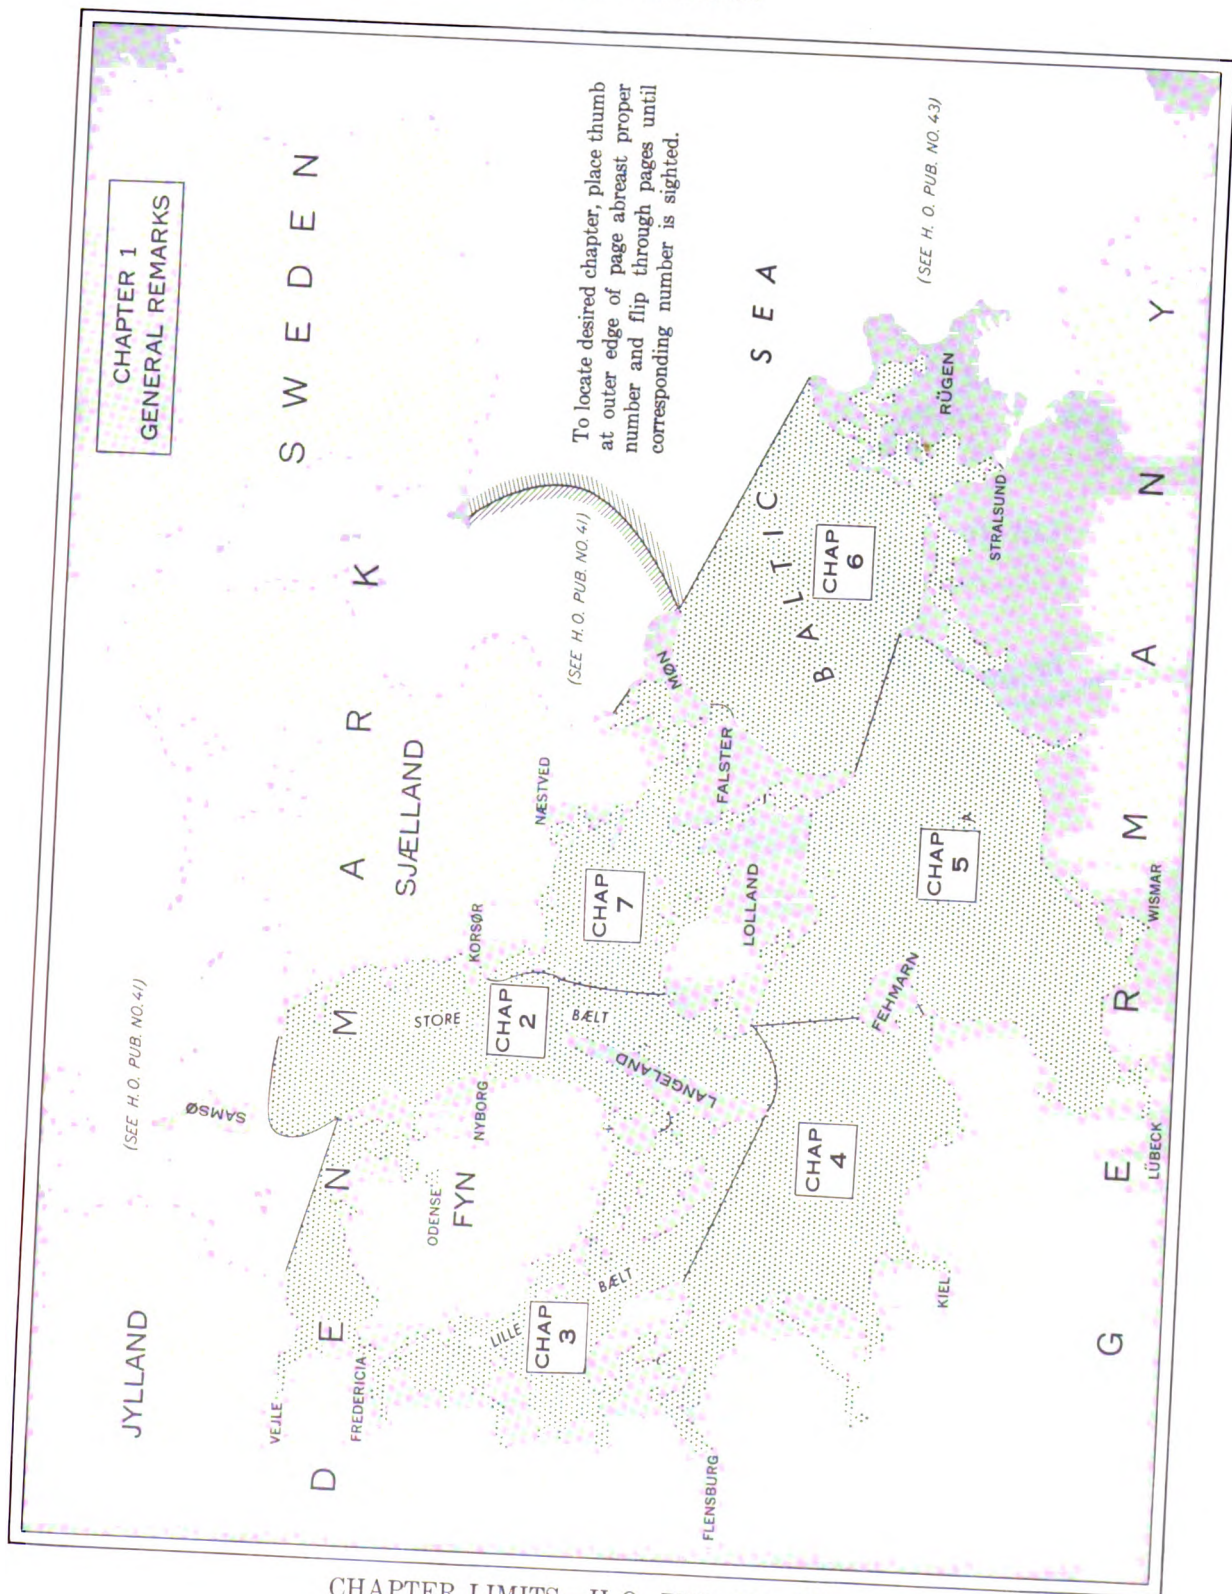 CHAPTER 1
GENERAL REMARKS
SWEDEN
To locate desired chapter, place thumb
at outer edge of page abreast proper
number and flip through pages until
corresponding number is sighted.
JYLLAND
(SEE H. O. PUB. NO. 41)
SAMSØ
DENMARK
VEJLE
FREDERICIA
ODENSE
FYN
NYBORG
STORE
BÆLT
CHAP
2
KORSØR
SJÆLLAND
NÆSTVED
CHAP
7
(SEE H. O. PUB. NO. 41)
MØN
LILLE
BÆLT
CHAP
3
LANGELAND
LOLLAND
FALSTER
BALTIC SEA
CHAP
6
(SEE H. O. PUB. NO. 43)
FLENSBURG
CHAP
4
FEHMARN
CHAP
5
RÜGEN
STRALSUND
KIEL
LÜBECK
WISMAR
GERMANY
CHAPTER LIMITS H.O.